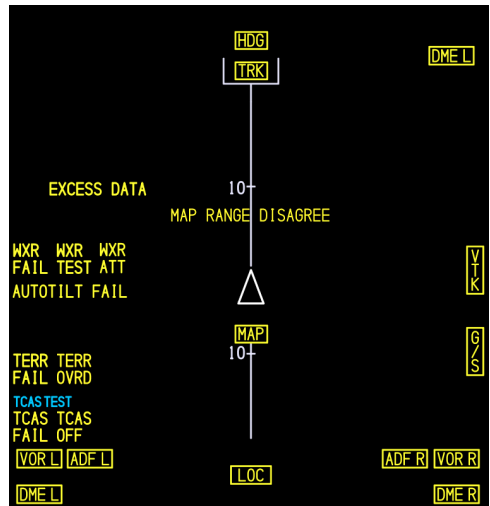 HDG
DME L
TRK
EXCESS DATA
10
MAP RANGE DISAGREE
WXR WXR WXR
FAIL TEST ATT
VTK
AUTOTILT FAIL
MAP
10
G/S
TERR TERR
FAIL OVRD
TCAS TEST
TCAS TCAS
FAIL OFF
VOR L ADF L
ADF R VOR R
LOC
DME L
DME R